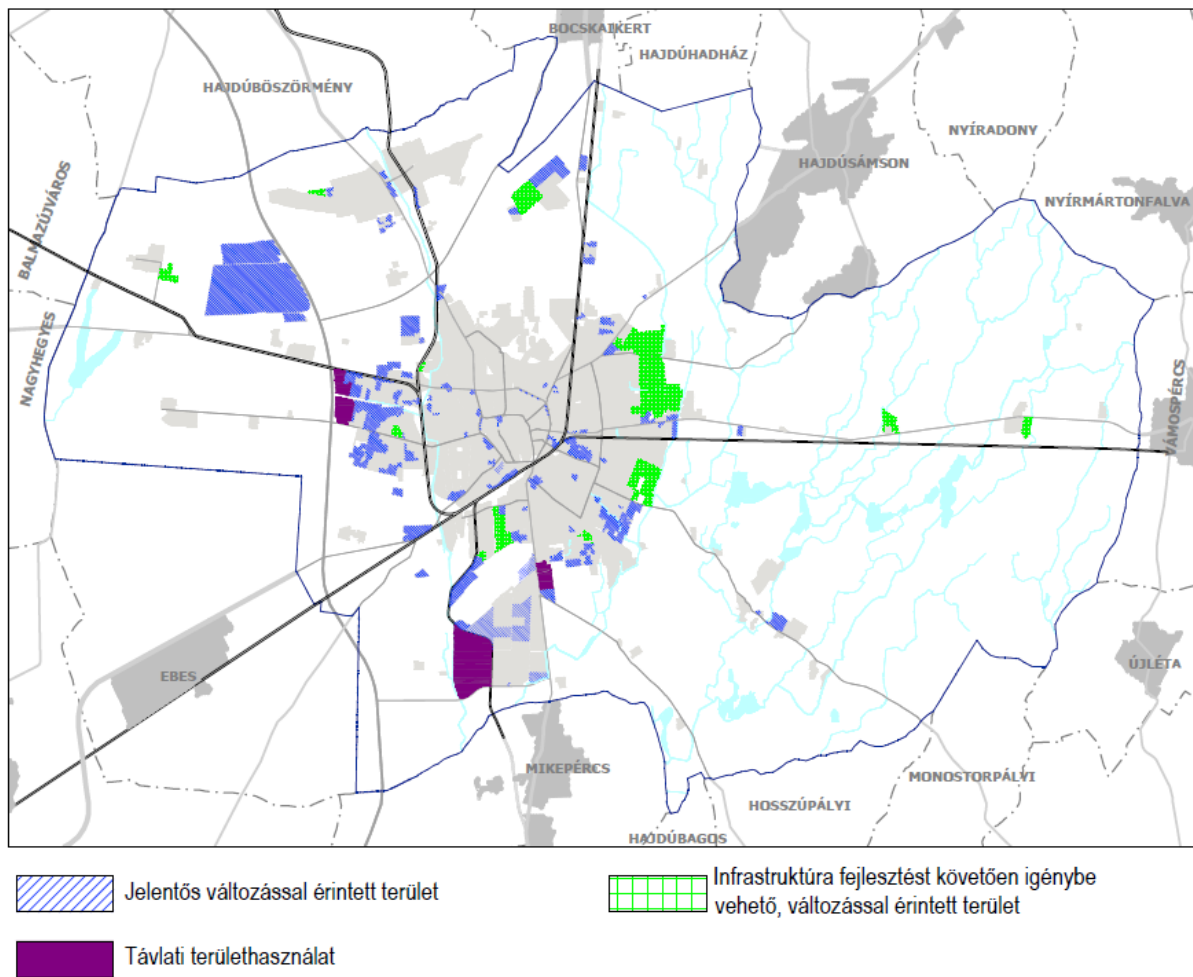 BOCSKAIKERT
HAJDÚHADHÁZ
HAJDÚBÖSZÖRMÉNY
NYÍRADONY
HAJDÚSÁMSON
NYÍRMÁRTONFALVA
BALMAZÚJVÁROS
NAGYHEGYES
VÁMOSPÉRCS
EBES
ÚJLÉTA
MIKEPÉRCS
MONOSTORPÁLYI
HOSSZÚPÁLYI
HAJDÚBAGOS
Jelentős változással érintett terület
Infrastruktúra fejlesztést követően igénybe
vehető, változással érintett terület
Távlati területhasználat